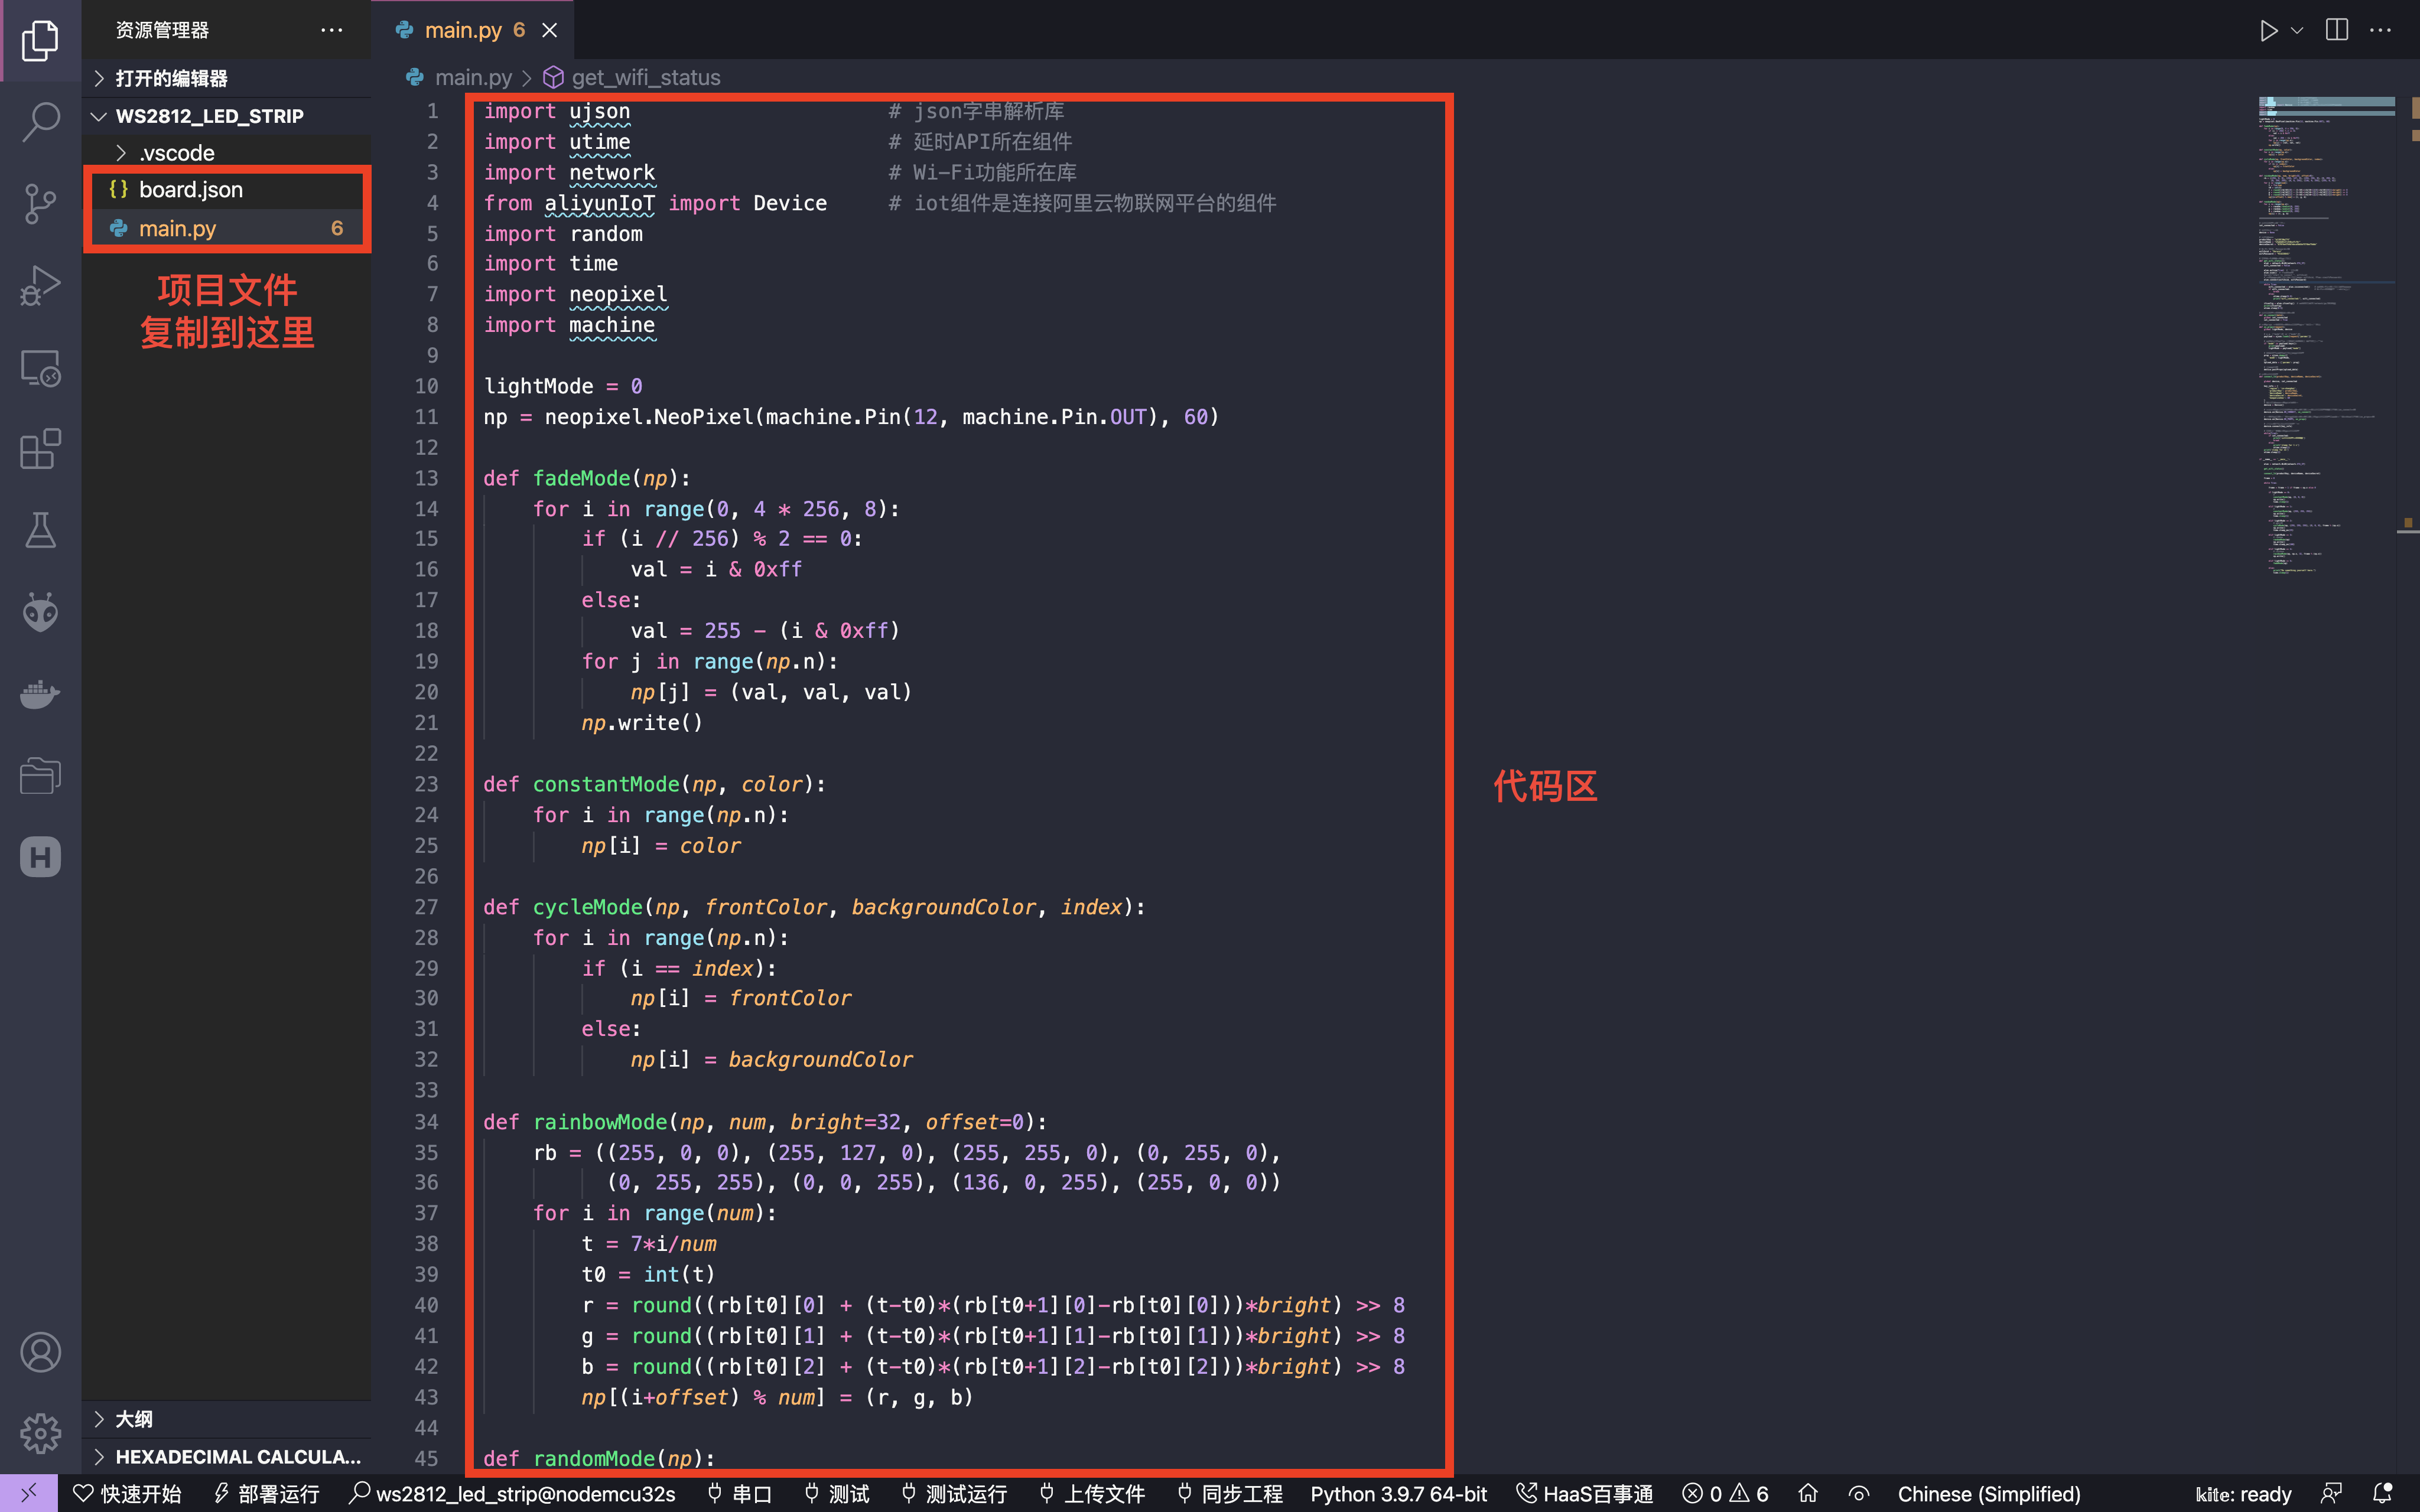 资源管理器
main.py 6
打开的编辑器
main.py > get_wifi_status
WS2812_LED_STRIP
.vscode
{} board.json
main.py 6
项目文件
复制到这里
1 import ujson # json字串解析库
2 import utime # 延时API所在组件
3 import network # Wi-Fi功能所在库
4 from aliyunIoT import Device # iot组件是连接阿里云物联网平台的组件
5 import random
6 import time
7 import neopixel
8 import machine
9
10 lightMode = 0
11 np = neopixel.NeoPixel(machine.Pin(12, machine.Pin.OUT), 60)
12
13 def fadeMode(np):
14 for i in range(0, 4 * 256, 8):
15 if (i // 256) % 2 == 0:
16 val = i & 0xff
17 else:
18 val = 255 - (i & 0xff)
19 for j in range(np.n):
20 np[j] = (val, val, val)
21 np.write()
22
23 def constantMode(np, color):
24 for i in range(np.n):
25 np[i] = color
26
27 def cycleMode(np, frontColor, backgroundColor, index):
28 for i in range(np.n):
29 if (i == index):
30 np[i] = frontColor
31 else:
32 np[i] = backgroundColor
33
34 def rainbowMode(np, num, bright=32, offset=0):
35 rb = ((255, 0, 0), (255, 127, 0), (255, 255, 0), (0, 255, 0),
36 (0, 255, 255), (0, 0, 255), (136, 0, 255), (255, 0, 0))
37 for i in range(num):
38 t = 7*i/num
39 t0 = int(t)
40 r = round((rb[t0][0] + (t-t0)*(rb[t0+1][0]-rb[t0][0]))*bright) >> 8
41 g = round((rb[t0][1] + (t-t0)*(rb[t0+1][1]-rb[t0][1]))*bright) >> 8
42 b = round((rb[t0][2] + (t-t0)*(rb[t0+1][2]-rb[t0][2]))*bright) >> 8
43 np[(i+offset) % num] = (r, g, b)
44
45 def randomMode(np):
代码区
大纲
HEXADECIMAL CALCULA...
快速开始 部署运行 ws2812_led_strip@nodemcu32s 串口 测试 测试运行 上传文件 同步工程 Python 3.9.7 64-bit HaaS百事通 0 6 Chinese (Simplified) kite: ready